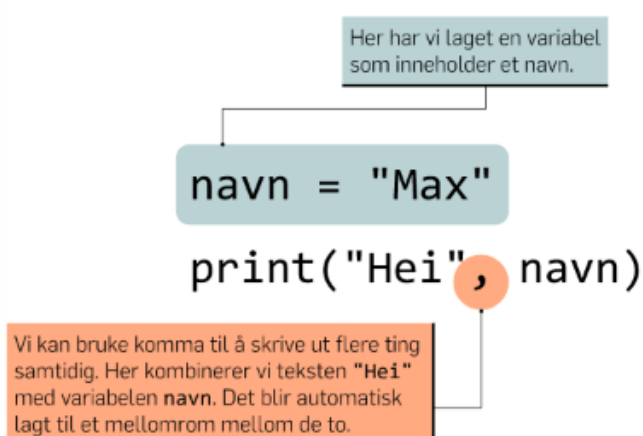 Her har vi laget en variabel
som inneholder et navn.
navn = "Max"
print("Hei", navn)
Vi kan bruke komma til å skrive ut flere ting
samtidig. Her kombinerer vi teksten "Hei"
med variabelen navn. Det blir automatisk
lagt til et mellomrom mellom de to.